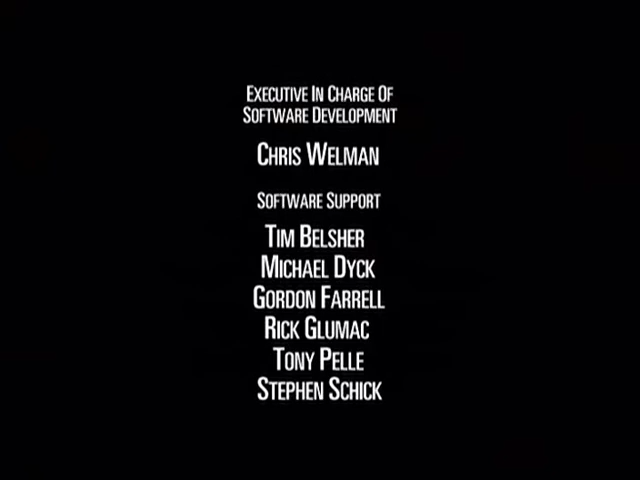 Executive In Charge Of
Software Development
Chris Welman
Software Support
Tim Belsher
Michael Dyck
Gordon Farrell
Rick Glumac
Tony Pelle
Stephen Schick